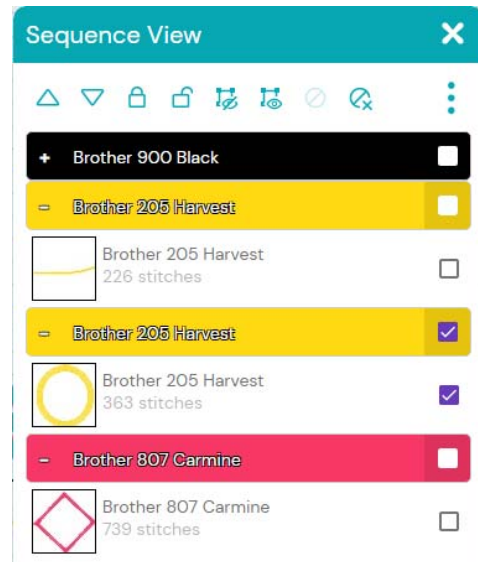 Sequence View
Brother 900 Black
Brother 205 Harvest
Brother 205 Harvest
226 stitches
Brother 205 Harvest
Brother 205 Harvest
363 stitches
Brother 807 Carmine
Brother 807 Carmine
739 stitches